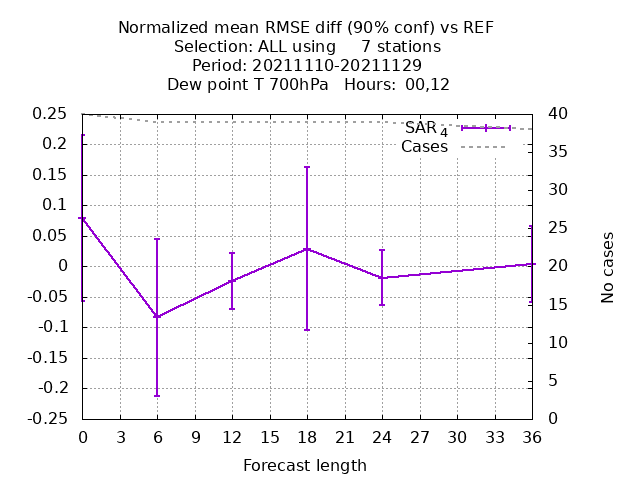 Normalized mean RMSE diff (90% conf) vs REF
Selection: ALL using     7 stations
Period: 20211110-20211129
Dew point T 700hPa   Hours: 00,12
0.25
0.2
0.15
0.1
0.05
0
-0.05
-0.1
-0.15
-0.2
-0.25
SAR 4
Cases
40
35
30
25
20
15
10
5
0
No cases
0 3 6 9 12 15 18 21 24 27 30 33 36
Forecast length